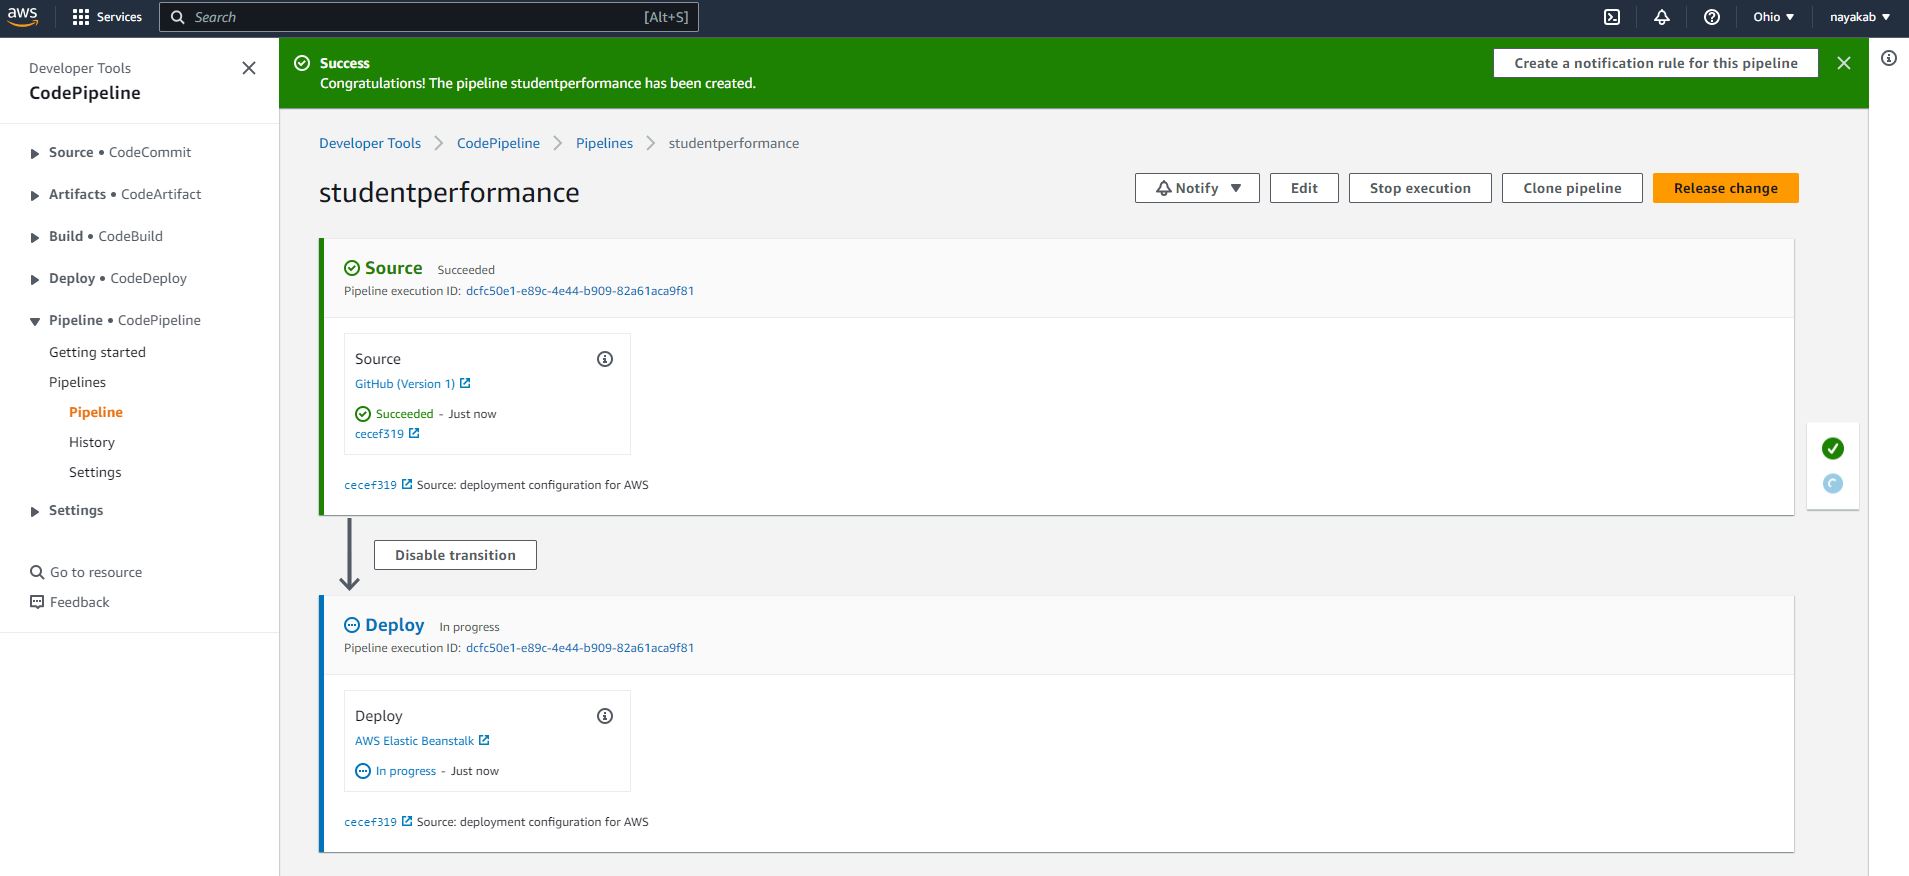 aws
Services
Search
[Alt+S]
Ohio
nayakab
Developer Tools
CodePipeline
Source • CodeCommit
Artifacts • CodeArtifact
Build • CodeBuild
Deploy • CodeDeploy
Pipeline • CodePipeline
Getting started
Pipelines
Pipeline
History
Settings
Settings
Go to resource
Feedback
Success
Congratulations! The pipeline studentperformance has been created.
Create a notification rule for this pipeline
Developer Tools
CodePipeline
Pipelines
studentperformance
studentperformance
Notify
Edit
Stop execution
Clone pipeline
Release change
Source Succeeded
Pipeline execution ID: dcfc50e1-e89c-4e44-b909-82a61aca9f81
Source
GitHub (Version 1)
Succeeded - Just now
cecef319
cecef319 Source: deployment configuration for AWS
Disable transition
Deploy In progress
Pipeline execution ID: dcfc50e1-e89c-4e44-b909-82a61aca9f81
Deploy
AWS Elastic Beanstalk
In progress - Just now
cecef319 Source: deployment configuration for AWS